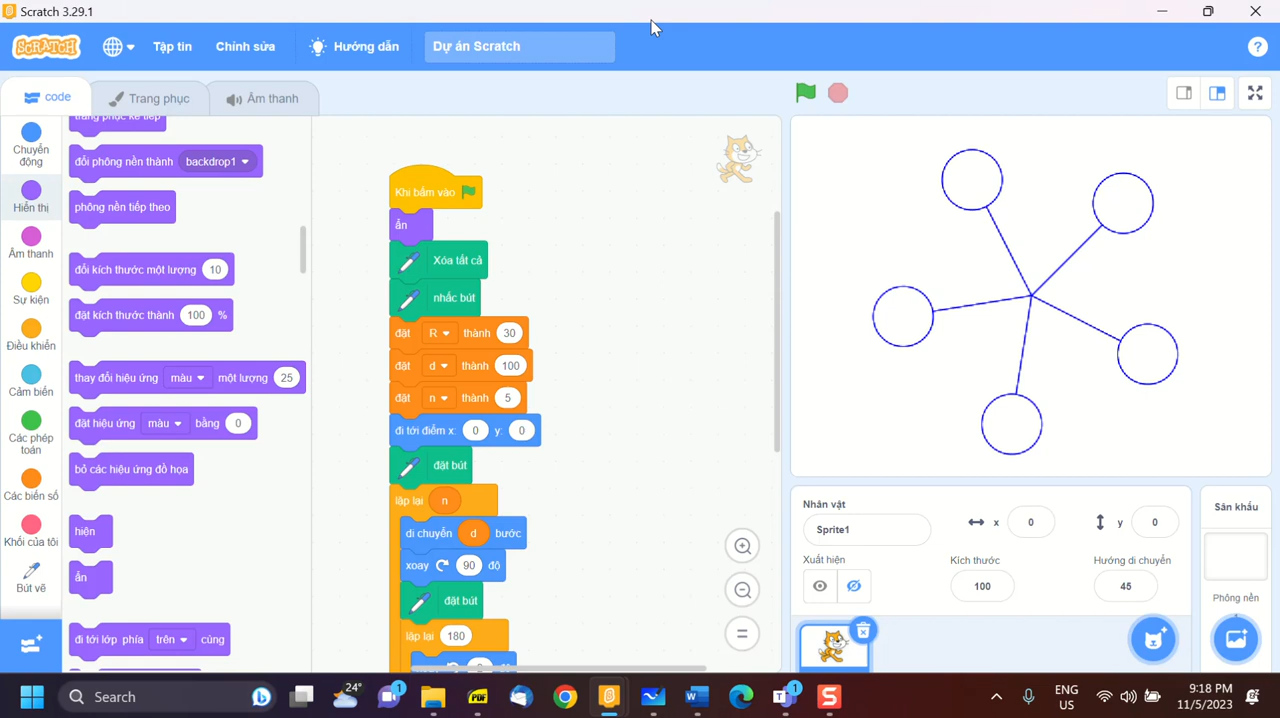 Scratch 3.29.1
SCRATCH
Tập tin
Chỉnh sửa
Hướng dẫn
Dự án Scratch
?
code
Trang phục
Âm thanh
Chuyển động
Hiển thị
Âm thanh
Sự kiện
Điều khiển
Cảm biến
Các phép toán
Các biến số
Khối của tôi
Bút vẽ
trang phục kế tiếp
đổi phông nền thành backdrop1
phông nền tiếp theo
đổi kích thước một lượng 10
đặt kích thước thành 100 %
thay đổi hiệu ứng màu một lượng 25
đặt hiệu ứng màu bằng 0
bỏ các hiệu ứng đồ họa
hiện
ẩn
đi tới lớp phía trên cùng
Khi bấm vào
ẩn
Xóa tất cả
nhấc bút
đặt R thành 30
đặt d thành 100
đặt n thành 5
đi tới điểm x: 0 y: 0
đặt bút
lặp lại n
di chuyển d bước
xoay 90 độ
đặt bút
lặp lại 180
Nhân vật
Sprite1
x 0
y 0
Xuất hiện
Kích thước
100
Hướng di chuyển
45
Sân khấu
Phông nền
Search
24°
1
PDF
W
T
1
S
ENG
US
9:18 PM
11/5/2023